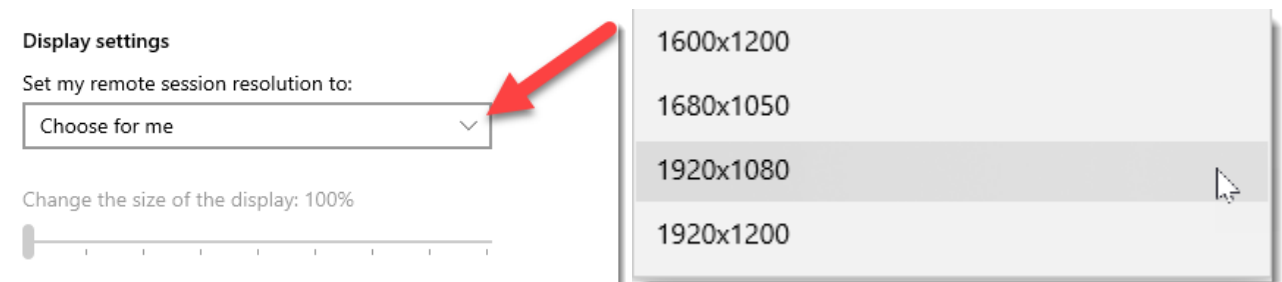 Display settings
Set my remote session resolution to:
Choose for me
Change the size of the display: 100%
1600x1200
1680x1050
1920x1080
1920x1200